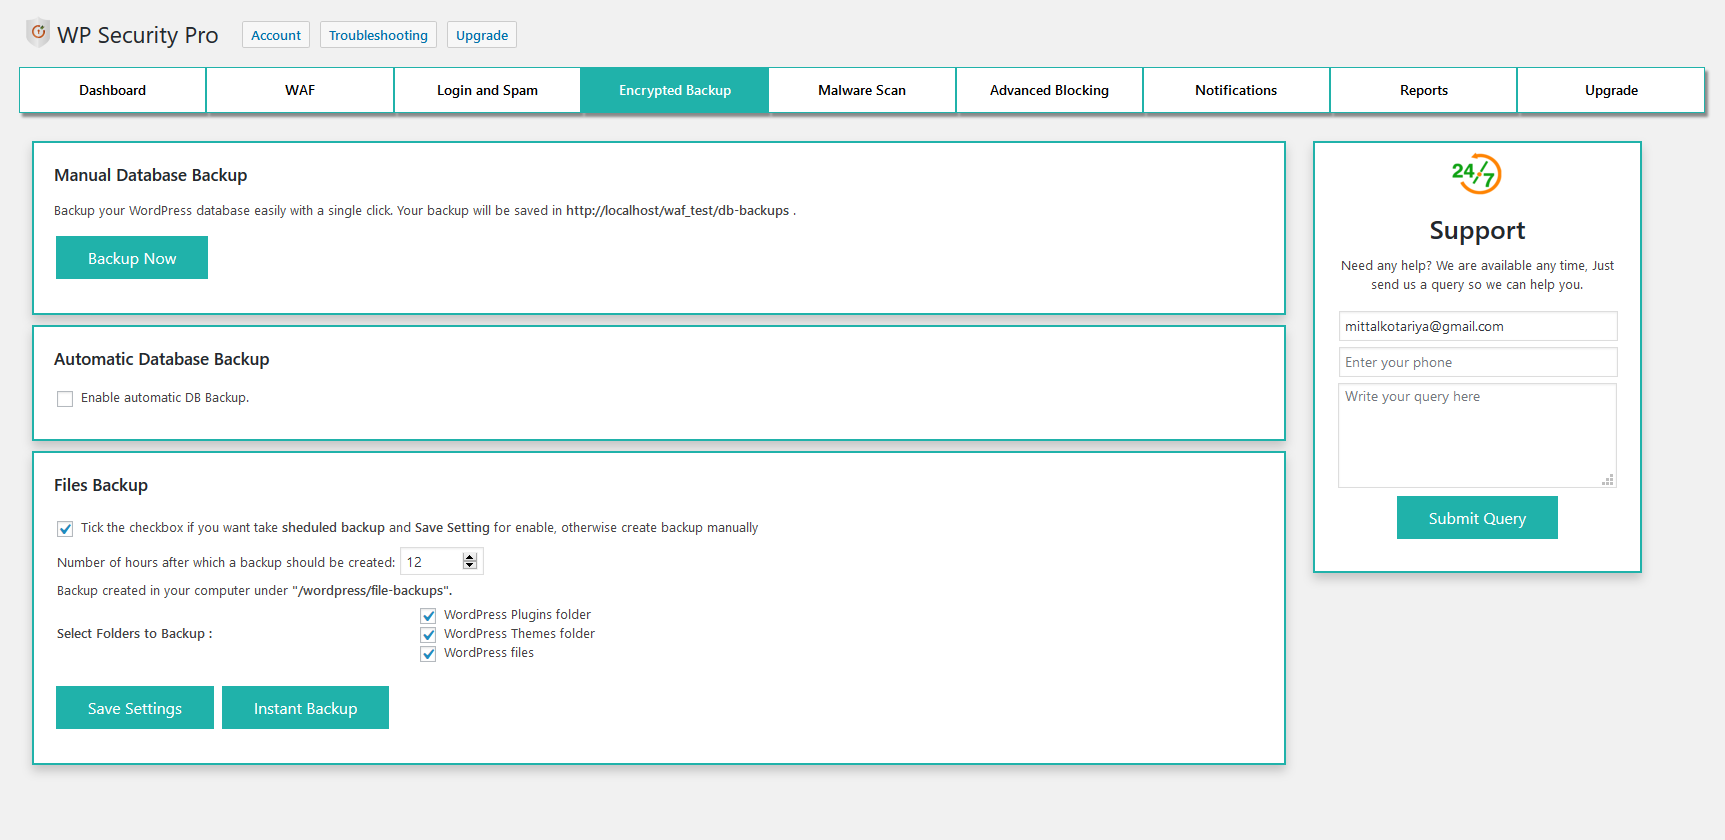 WP Security Pro Account Troubleshooting Upgrade
Dashboard WAF Login and Spam Encrypted Backup Malware Scan Advanced Blocking Notifications Reports Upgrade
Manual Database Backup
Backup your WordPress database easily with a single click. Your backup will be saved in http://localhost/waf_test/db-backups .
Backup Now
Automatic Database Backup
Enable automatic DB Backup.
Files Backup
Tick the checkbox if you want take sheduled backup and Save Setting for enable, otherwise create backup manually
Number of hours after which a backup should be created: 12
Backup created in your computer under "/wordpress/file-backups".
Select Folders to Backup :
WordPress Plugins folder
WordPress Themes folder
WordPress files
Save Settings Instant Backup
24/7
Support
Need any help? We are available any time, Just
send us a query so we can help you.
mittalkotariya@gmail.com
Enter your phone
Write your query here
Submit Query